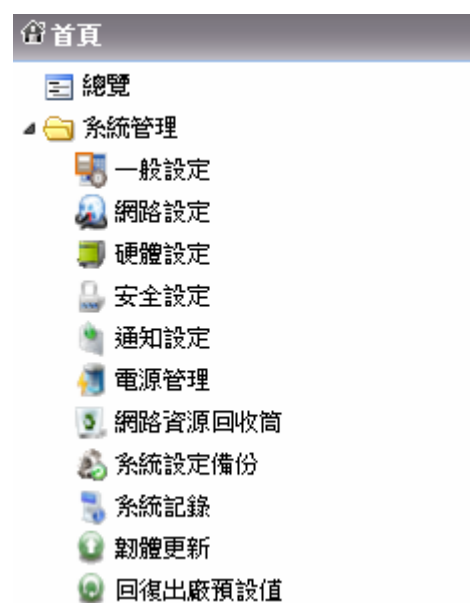 首頁
總覽
系統管理
一般設定
網路設定
硬體設定
安全設定
通知設定
電源管理
網路資源回收筒
系統設定備份
系統記錄
韌體更新
回復出廠預設值